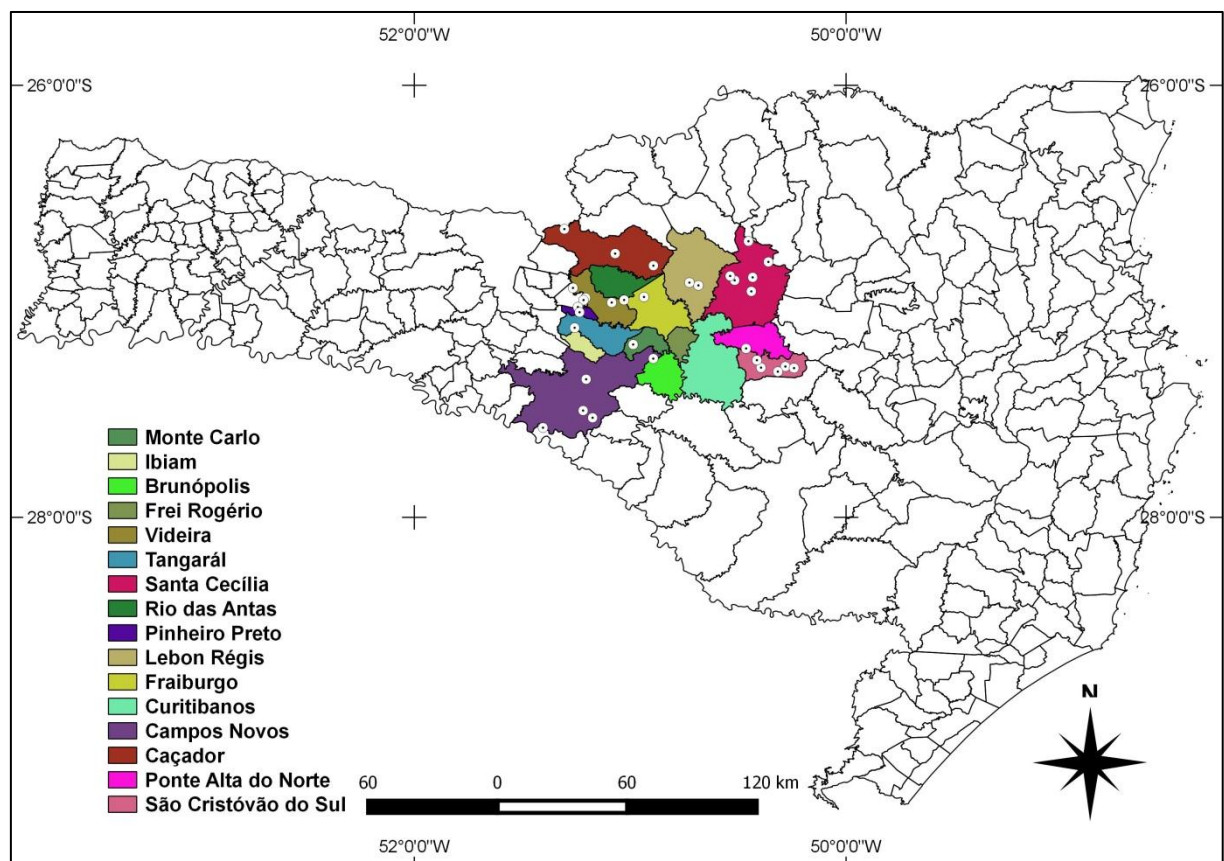 52°0'0"W 50°0'0"W
26°0'0"S 26°0'0"S
Monte Carlo
Ibiam
Brunópolis
Frei Rogério
Videira
Tangarál
Santa Cecília
Rio das Antas
Pinheiro Preto
Lebon Régis
Fraiburgo
Curitibanos
Campos Novos
Caçador
Ponte Alta do Norte
São Cristóvão do Sul
28°0'0"S 28°0'0"S
N
60 0 60 120 km
52°0'0"W 50°0'0"W